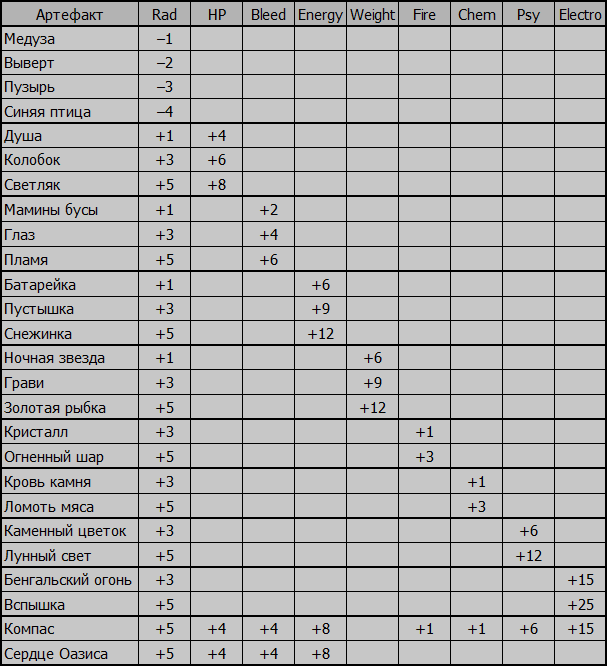 Артефакт Rad HP Bleed Energy Weight Fire Chem Psy Electro
Медуза –1
Выверт –2
Пузырь –3
Синяя птица –4
Душа +1 +4
Колобок +3 +6
Светляк +5 +8
Мамины бусы +1 +2
Глаз +3 +4
Пламя +5 +6
Батарейка +1 +6
Пустышка +3 +9
Снежинка +5 +12
Ночная звезда +1 +6
Грави +3 +9
Золотая рыбка +5 +12
Кристалл +3 +1
Огненный шар +5 +3
Кровь камня +3 +1
Ломоть мяса +5 +3
Каменный цветок +3 +6
Лунный свет +5 +12
Бенгальский огонь +3 +15
Вспышка +5 +25
Компас +5 +4 +4 +8 +1 +1 +6 +15
Сердце Оазиса +5 +4 +4 +8